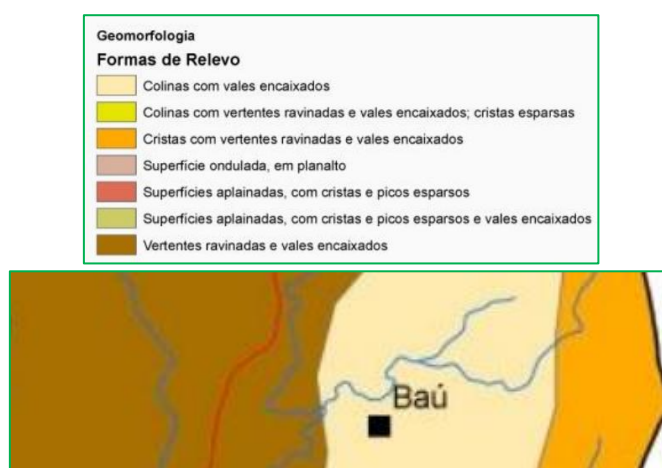 Geomorfologia
Formas de Relevo
Colinas com vales encaixados
Colinas com vertentes ravinadas e vales encaixados; cristas esparsas
Cristas com vertentes ravinadas e vales encaixados
Superfície ondulada, em planalto
Superfícies aplainadas, com cristas e picos esparsos
Superfícies aplainadas, com cristas e picos esparsos e vales encaixados
Vertentes ravinadas e vales encaixados
Baú